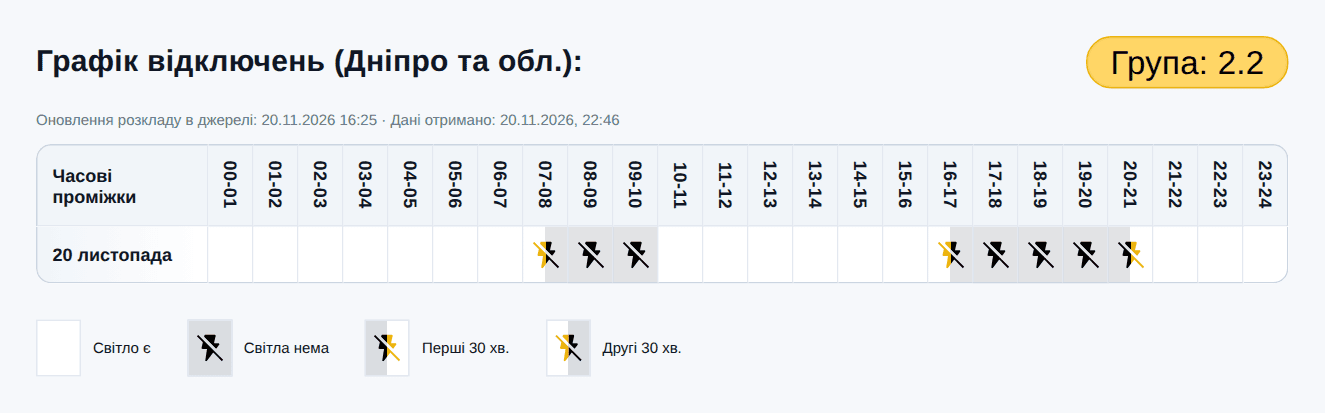 Графік відключень (Дніпро та обл.):
Група: 2.2
Оновлення розкладу в джерелі: 20.11.2026 16:25 · Дані отримано: 20.11.2026, 22:46
Часові
проміжки
00-01
01-02
02-03
03-04
04-05
05-06
06-07
07-08
08-09
09-10
10-11
11-12
12-13
13-14
14-15
15-16
16-17
17-18
18-19
19-20
20-21
21-22
22-23
23-24
20 листопада
Світло є
Світла нема
Перші 30 хв.
Другі 30 хв.